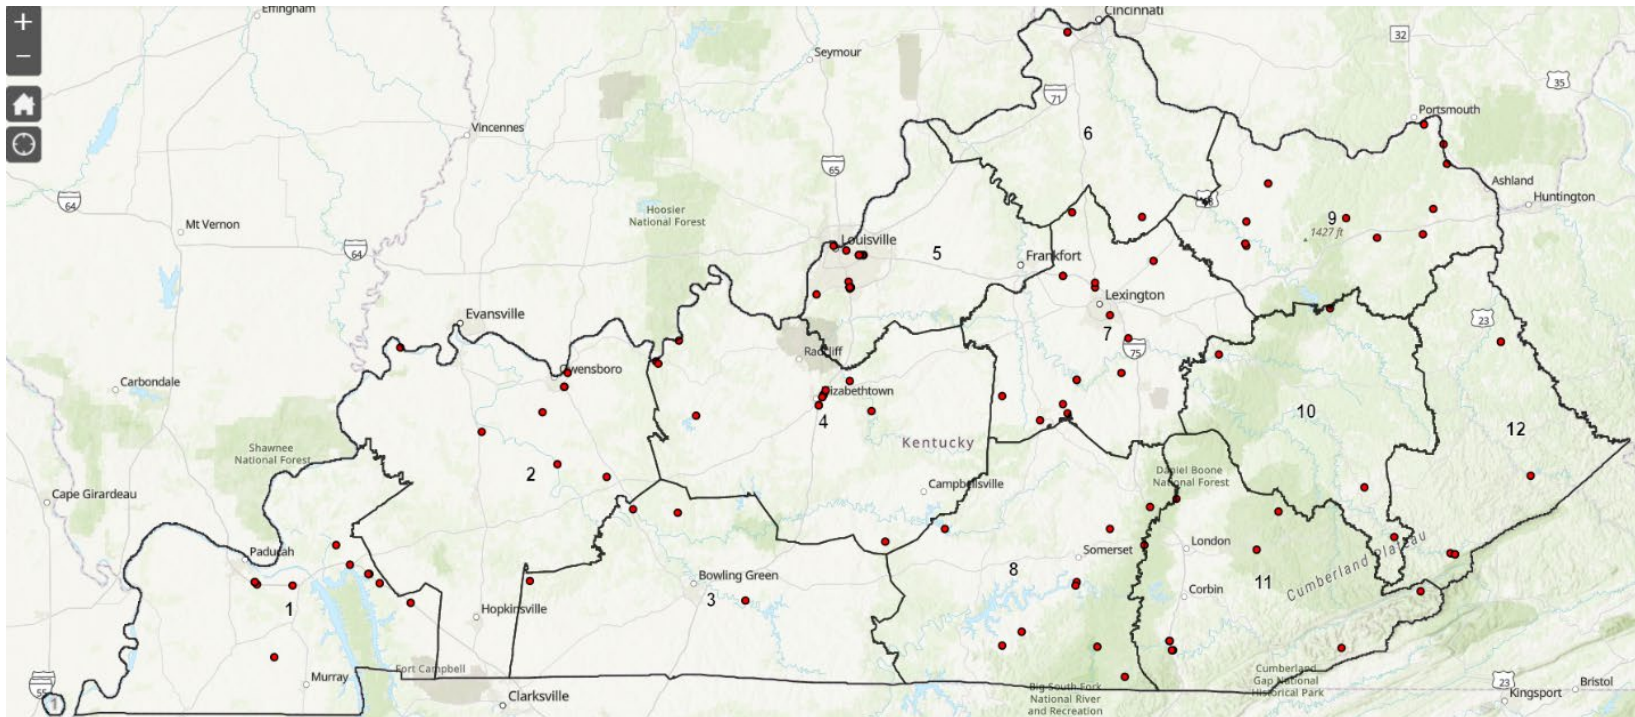 +
Effingham
Cincinnati
−
Seymour
32
35
71
Portsmouth
Vincennes
6
65
64
Ashland
Huntington
Hoosier
National Forest
Mt Vernon
9
1427 ft
Louisville
64
5
Frankfort
Lexington
Evansville
7
23
75
Radcliff
Owensboro
Carbondale
Elizabethtown
4
10
12
Kentucky
Shawnee
National Forest
2
Daniel Boone
National Forest
Cape Girardeau
Campbellsville
Paducah
Somerset
London
Cumberland Plateau
8
Bowling Green
11
Corbin
3
1
Hopkinsville
Fort Campbell
Murray
Cumberland
Gap National
Historical Park
55
1
Clarksville
Big South Fork
National River
and Recreation
23
Bristol
Kingsport